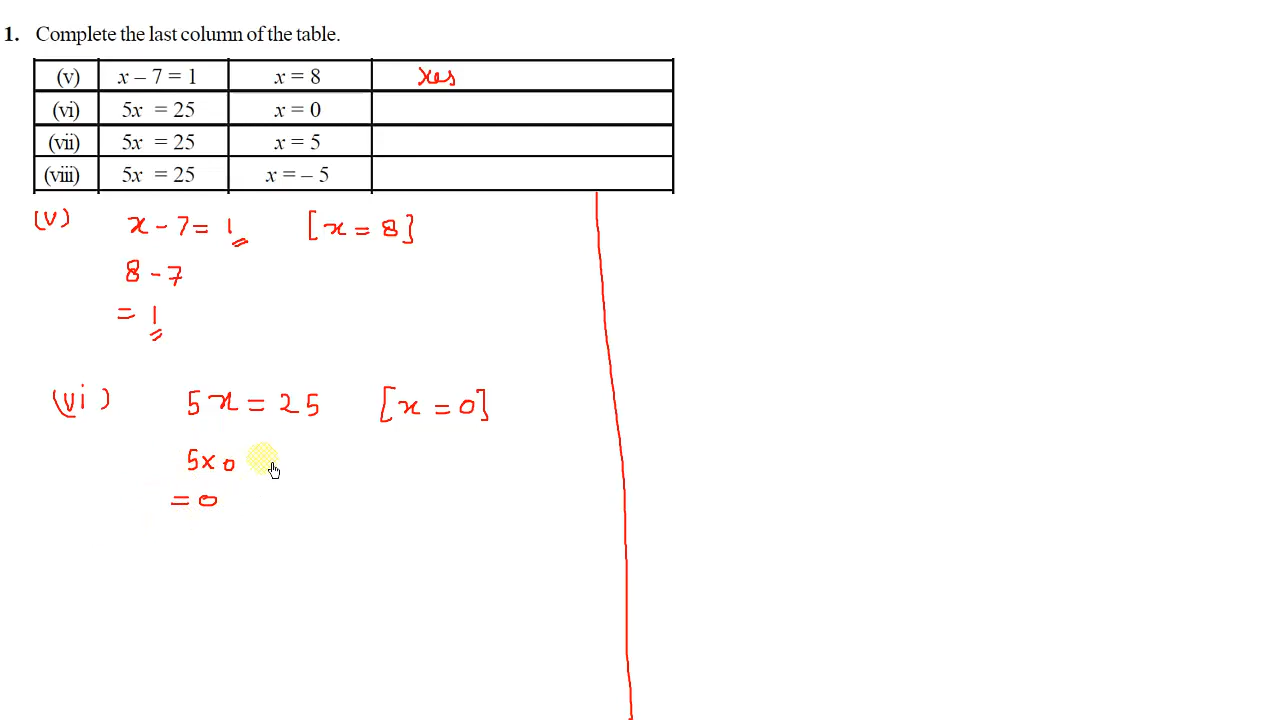 1. Complete the last column of the table.
(v) x – 7 = 1 x = 8 Yes
(vi) 5x = 25 x = 0
(vii) 5x = 25 x = 5
(viii) 5x = 25 x = – 5
(v) x - 7 = 1 [x = 8]
8 - 7
= 1
(vi) 5x = 25 [x = 0]
5×0
= 0